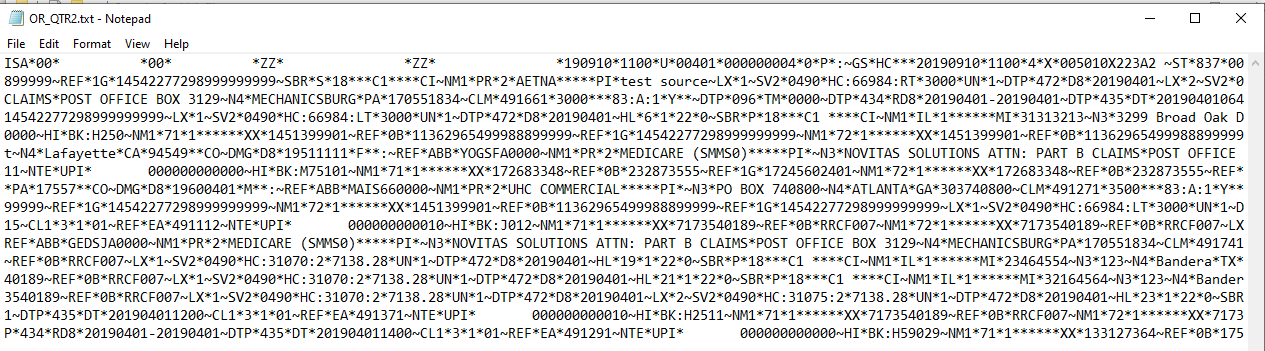 OR_QTR2.txt - Notepad
File Edit Format View Help
ISA*00*          *00*          *ZZ*               *ZZ*               *190910*1100*U*00401*000000004*0*P*:~GS*HC***20190910*1100*4*X*005010X223A2 ~ST*837*00
899999~REF*1G*14542277298999999999~SBR*S*18***C1****CI~NM1*PR*2*AETNA*****PI*test source~LX*1~SV2*0490*HC:66984:RT*3000*UN*1~DTP*472*D8*20190401~LX*2~SV2*0
CLAIMS*POST OFFICE BOX 3129~N4*MECHANICSBURG*PA*170551834~CLM*491661*3000***83:A:1*Y**~DTP*096*TM*0000~DTP*434*RD8*20190401-20190401~DTP*435*DT*20190401064
14542277298999999999~LX*1~SV2*0490*HC:66984:LT*3000*UN*1~DTP*472*D8*20190401~HL*6*1*22*0~SBR*P*18***C1 ****CI~NM1*IL*1******MI*31313213~N3*3299 Broad Oak D
0000~HI*BK:H250~NM1*71*1******XX*1451399901~REF*0B*11362965499988899999~REF*1G*14542277298999999999~NM1*72*1******XX*1451399901~REF*0B*11362965499988899999
t~N4*Lafayette*CA*94549**CO~DMG*D8*19511111*F**:~REF*ABB*YOGSFA0000~NM1*PR*2*MEDICARE (SMMS0)*****PI*~N3*NOVITAS SOLUTIONS ATTN: PART B CLAIMS*POST OFFICE
11~NTE*UPI*     000000000000~HI*BK:M75101~NM1*71*1******XX*172683348~REF*0B*232873555~REF*1G*17245602401~NM1*72*1******XX*172683348~REF*0B*232873555~REF*
*PA*17557**CO~DMG*D8*19600401*M**:~REF*ABB*MAIS660000~NM1*PR*2*UHC COMMERCIAL*****PI*~N3*PO BOX 740800~N4*ATLANTA*GA*303740800~CLM*491271*3500***83:A:1*Y**
99999~REF*1G*14542277298999999999~NM1*72*1******XX*1451399901~REF*0B*11362965499988899999~REF*1G*14542277298999999999~LX*1~SV2*0490*HC:66984:LT*3000*UN*1~D
15~CL1*3*1*01~REF*EA*491112~NTE*UPI*     000000000010~HI*BK:J012~NM1*71*1******XX*7173540189~REF*0B*RRCF007~NM1*72*1******XX*7173540189~REF*0B*RRCF007~LX
REF*ABB*GEDSJA0000~NM1*PR*2*MEDICARE (SMMS0)*****PI*~N3*NOVITAS SOLUTIONS ATTN: PART B CLAIMS*POST OFFICE BOX 3129~N4*MECHANICSBURG*PA*170551834~CLM*491741
~REF*0B*RRCF007~LX*1~SV2*0490*HC:31070:2*7138.28*UN*1~DTP*472*D8*20190401~HL*19*1*22*0~SBR*P*18***C1    ****CI~NM1*IL*1******MI*23464554~N3*123~N4*Bandera*TX*
40189~REF*0B*RRCF007~LX*1~SV2*0490*HC:31070:2*7138.28*UN*1~DTP*472*D8*20190401~HL*21*1*22*0~SBR*P*18***C1    ****CI~NM1*IL*1******MI*32164564~N3*123~N4*Bander
3540189~REF*0B*RRCF007~LX*1~SV2*0490*HC:31070:2*7138.28*UN*1~DTP*472*D8*20190401~LX*2~SV2*0490*HC:31075:2*7138.28*UN*1~DTP*472*D8*20190401~HL*23*1*22*0~SBR
1~DTP*435*DT*201904011200~CL1*3*1*01~REF*EA*491371~NTE*UPI*     000000000010~HI*BK:H2511~NM1*71*1******XX*7173540189~REF*0B*RRCF007~NM1*72*1******XX*7173
P*434*RD8*20190401-20190401~DTP*435*DT*201904011400~CL1*3*1*01~REF*EA*491291~NTE*UPI*     000000000000~HI*BK:H59029~NM1*71*1******XX*133127364~REF*0B*175